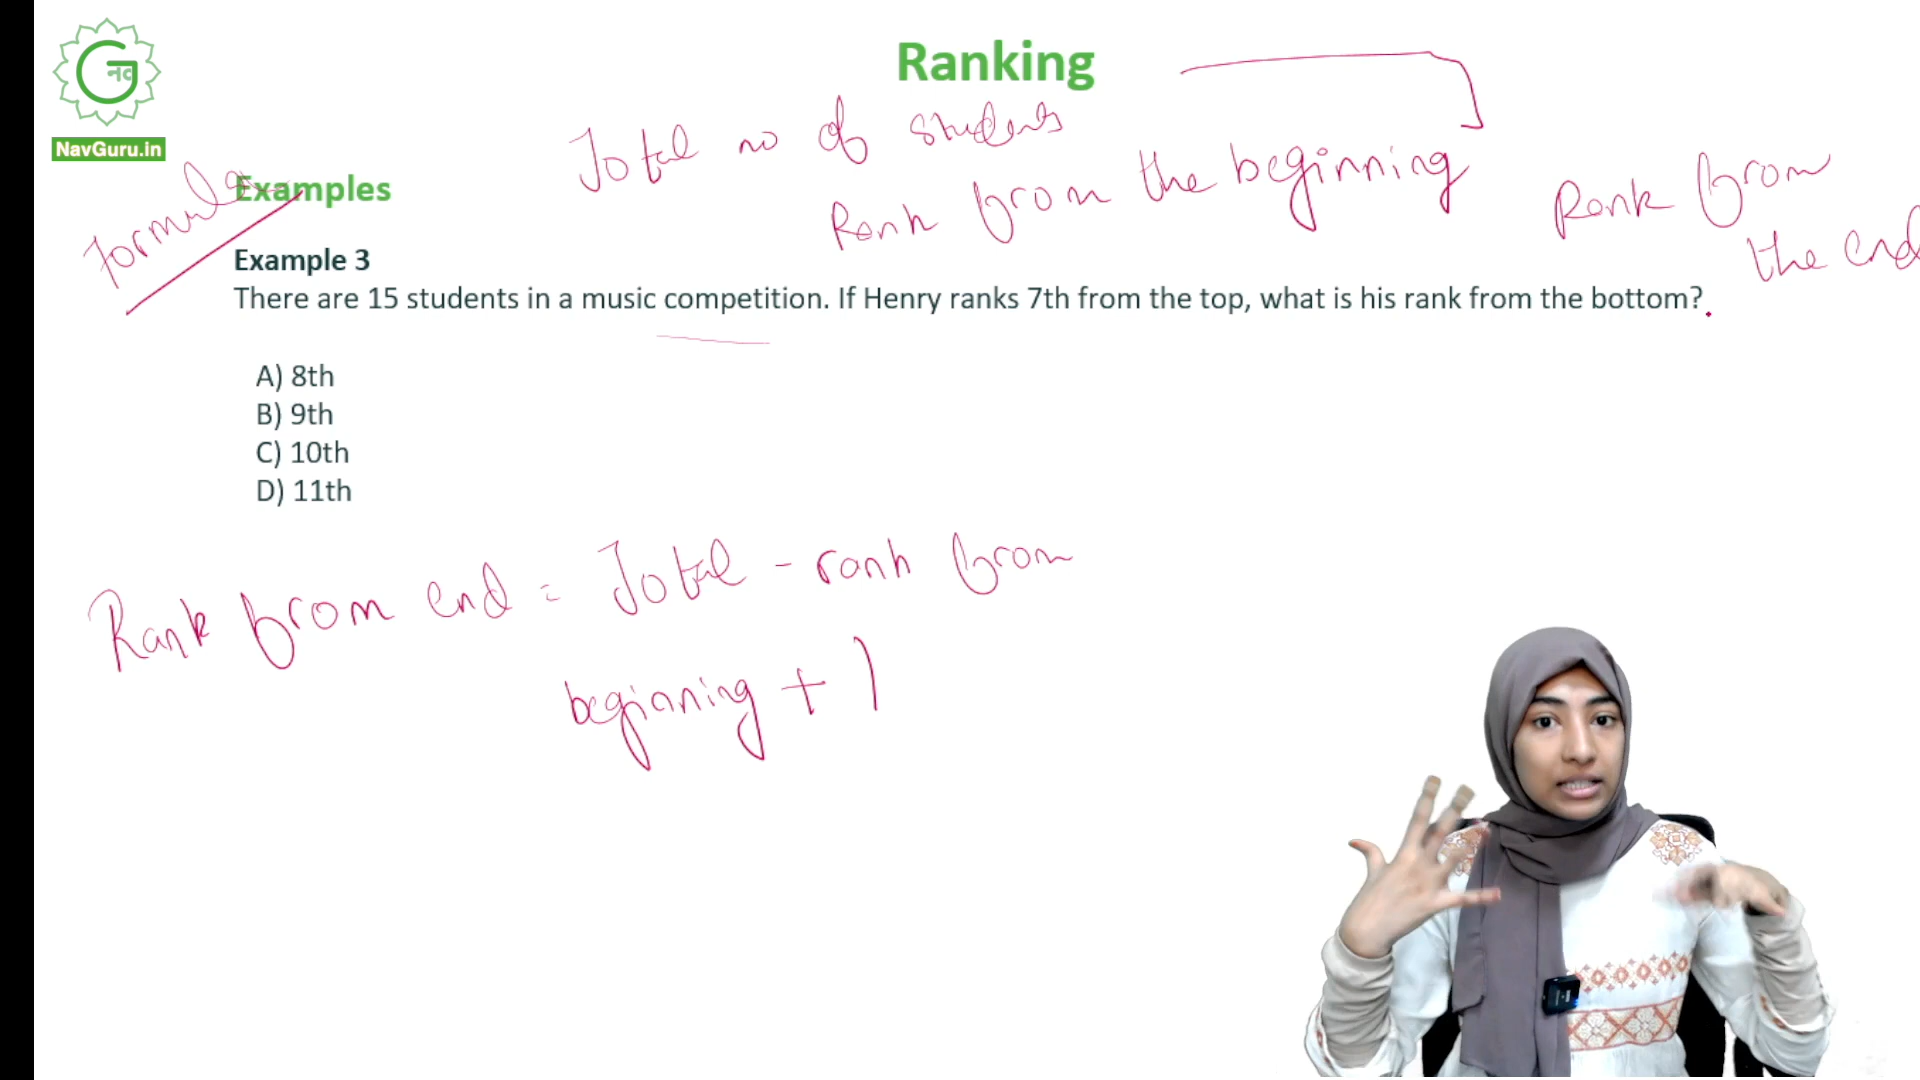 नव
NavGuru.in
Ranking
Total no of students
Rank from the beginning
Rank from
the end
Formula
Examples
Example 3
There are 15 students in a music competition. If Henry ranks 7th from the top, what is his rank from the bottom?
A) 8th
B) 9th
C) 10th
D) 11th
Rank from end = Total - rank from
beginning + 1